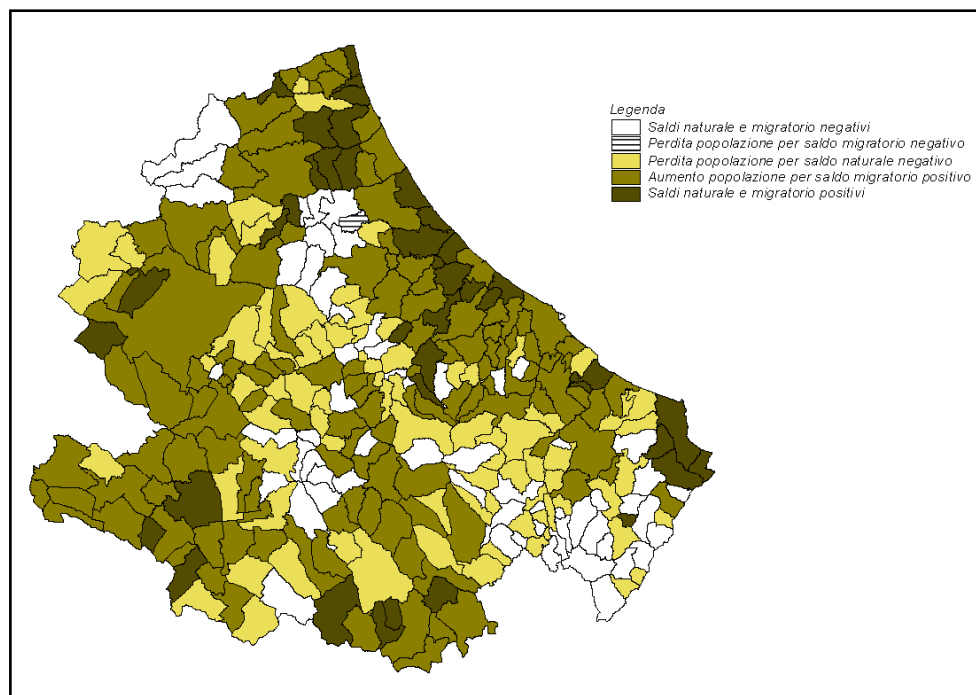 Legenda
Saldi naturale e migratorio negativi
Perdita popolazione per saldo migratorio negativo
Perdita popolazione per saldo naturale negativo
Aumento popolazione per saldo migratorio positivo
Saldi naturale e migratorio positivi